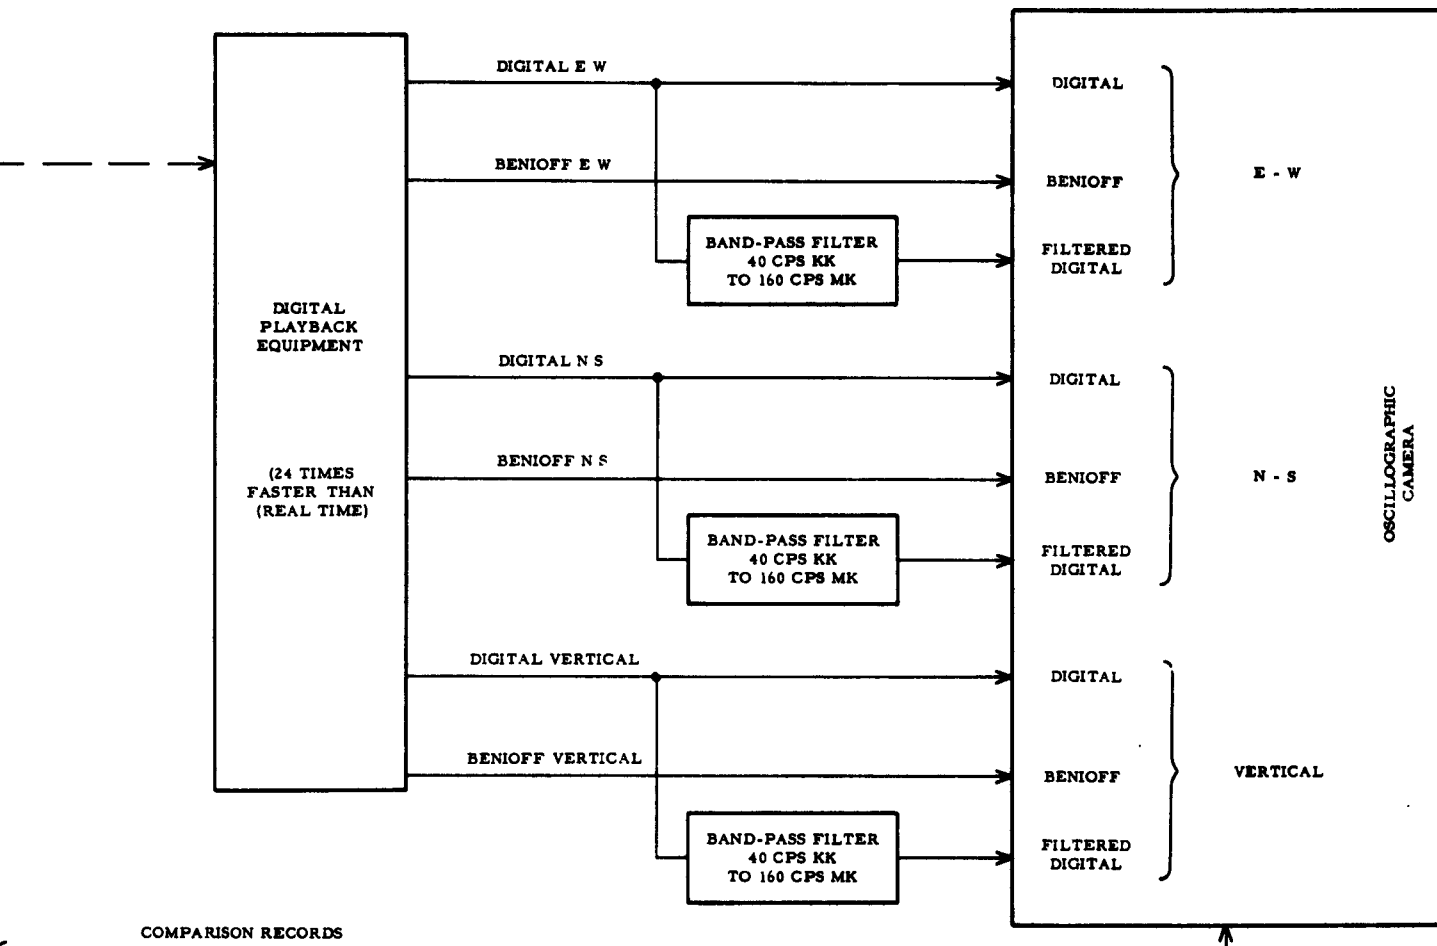 DIGITAL
PLAYBACK
EQUIPMENT
(24 TIMES
FASTER THAN
(REAL TIME)
DIGITAL E W
BENIOFF E W
BAND-PASS FILTER
40 CPS KK
TO 160 CPS MK
DIGITAL
BENIOFF
FILTERED
DIGITAL
E - W
DIGITAL N S
BENIOFF N S
BAND-PASS FILTER
40 CPS KK
TO 160 CPS MK
DIGITAL
BENIOFF
FILTERED
DIGITAL
N - S
DIGITAL VERTICAL
BENIOFF VERTICAL
BAND-PASS FILTER
40 CPS KK
TO 160 CPS MK
DIGITAL
BENIOFF
FILTERED
DIGITAL
VERTICAL
OSCILLOGRAPHIC
CAMERA
COMPARISON RECORDS